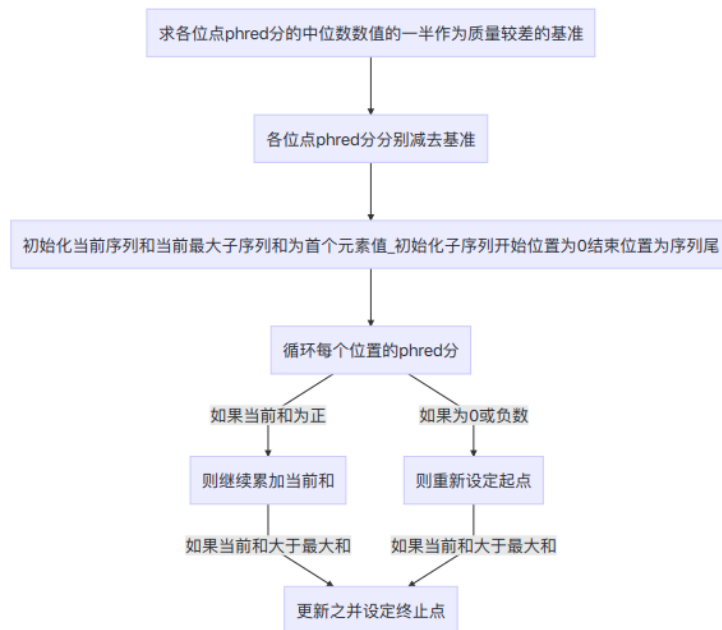 求各位点phred分的中位数数值的一半作为质量较差的基准
各位点phred分分别减去基准
初始化当前序列和当前最大子序列和为首个元素值_初始化子序列开始位置为0结束位置为序列尾
循环每个位置的phred分
如果当前和为正
如果为0或负数
则继续累加当前和
则重新设定起点
如果当前和大于最大和
如果当前和大于最大和
更新之并设定终止点